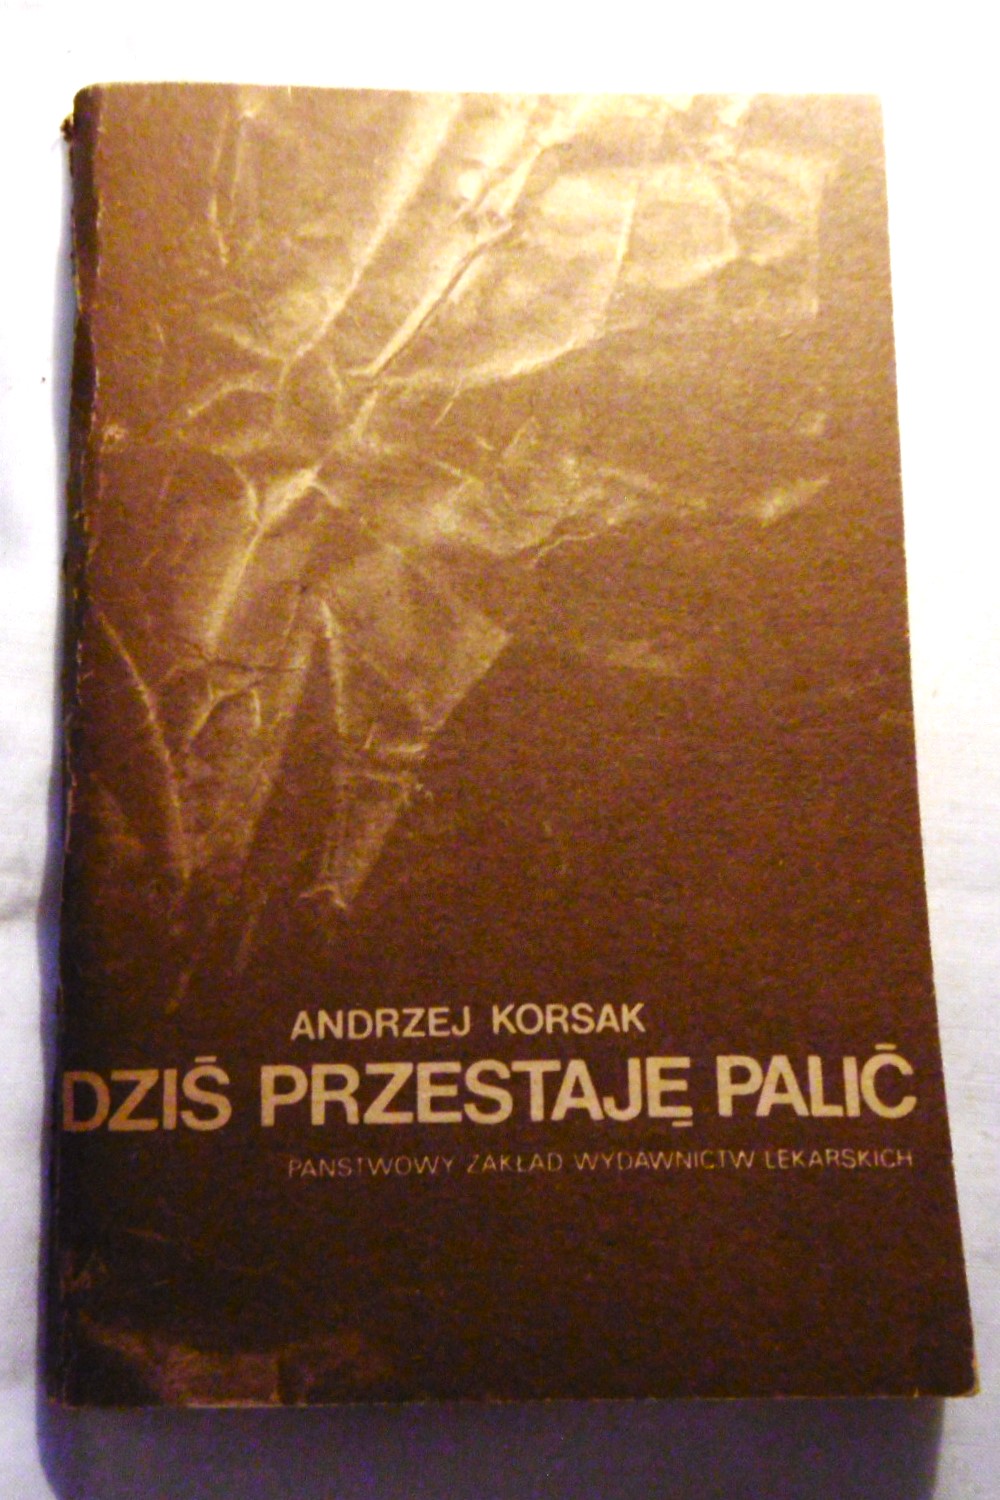 ANDRZEJ KORSAK
DZIŚ PRZESTAJĘ PALIĆ
PAŃSTWOWY ZAKŁAD WYDAWNICTW LEKARSKICH